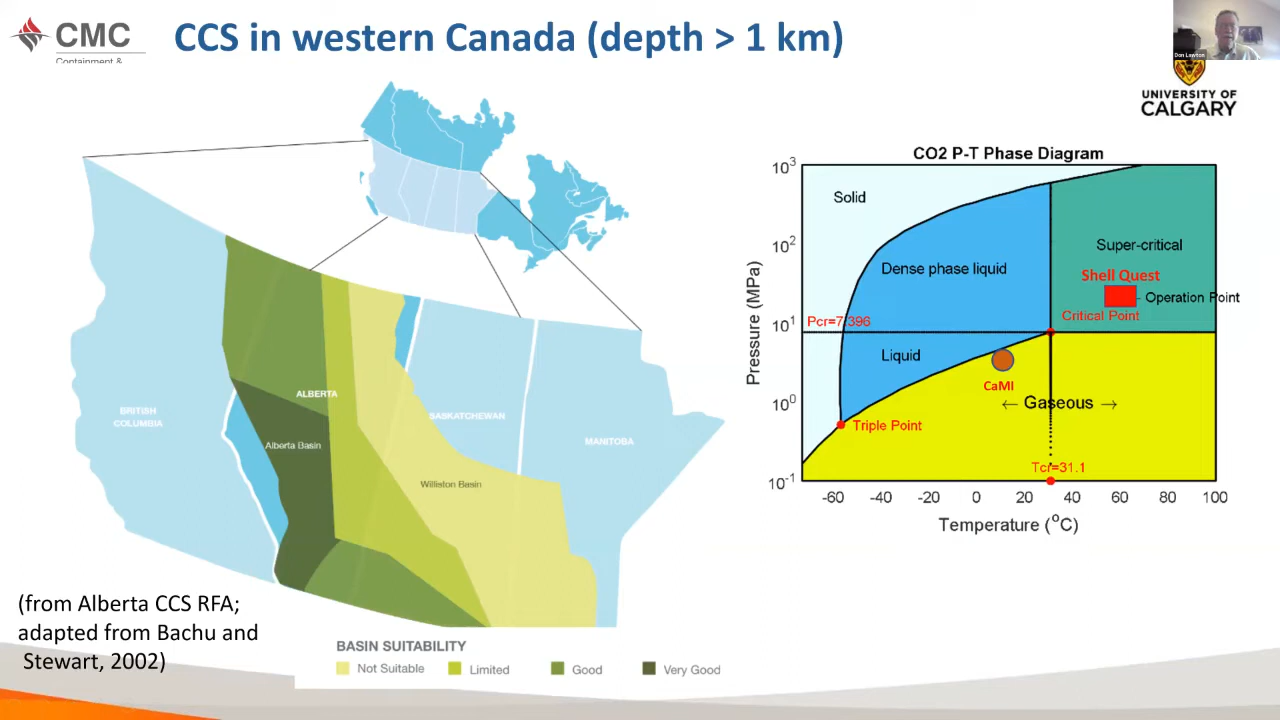 CMC
Containment &
CCS in western Canada (depth > 1 km)
Don Lawton
UNIVERSITY OF
CALGARY
BRITISH
COLUMBIA
ALBERTA
Alberta Basin
SASKATCHEWAN
Williston Basin
MANITOBA
(from Alberta CCS RFA;
adapted from Bachu and
Stewart, 2002)
BASIN SUITABILITY
Not Suitable
Limited
Good
Very Good
CO2 P-T Phase Diagram
Pressure (MPa)
10³
10²
10¹
10⁰
10⁻¹
Solid
Dense phase liquid
Super-critical
Shell Quest
Operation Point
Pcr=7.396
Critical Point
Liquid
CaMI
← Gaseous →
Triple Point
Tcr=31.1
-60 -40 -20 0 20 40 60 80 100
Temperature (°C)